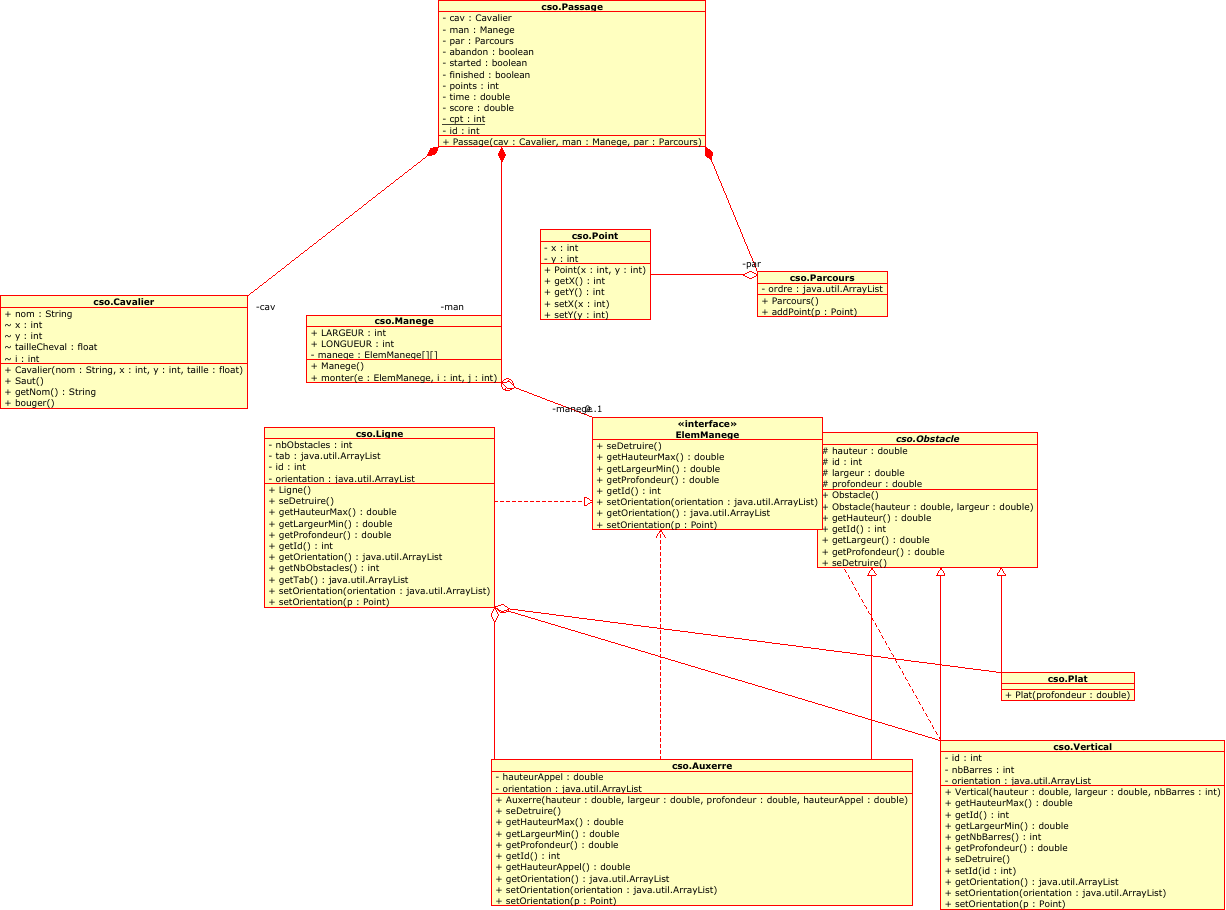 cso.Passage
- cav : Cavalier
- man : Manege
- par : Parcours
- abandon : boolean
- started : boolean
- finished : boolean
- points : int
- time : double
- score : double
- cpt : int
- id : int
+ Passage(cav : Cavalier, man : Manege, par : Parcours)
cso.Point
- x : int
- y : int
+ Point(x : int, y : int)
+ getX() : int
+ getY() : int
+ setX(x : int)
+ setY(y : int)
-par
cso.Parcours
- ordre : java.util.ArrayList
+ Parcours()
+ addPoint(p : Point)
cso.Cavalier
+ nom : String
~ x : int
~ y : int
~ tailleCheval : float
~ i : int
+ Cavalier(nom : String, x : int, y : int, taille : float)
+ Saut()
+ getNom() : String
+ bouger()
-cav
-man
cso.Manege
+ LARGEUR : int
+ LONGUEUR : int
- manege : ElemManege[][]
+ Manege()
+ monter(e : ElemManege, i : int, j : int)
-manege
0..1
cso.Ligne
- nbObstacles : int
- tab : java.util.ArrayList
- id : int
- orientation : java.util.ArrayList
+ Ligne()
+ seDetruire()
+ getHauteurMax() : double
+ getLargeurMin() : double
+ getProfondeur() : double
+ getId() : int
+ getOrientation() : java.util.ArrayList
+ getNbObstacles() : int
+ getTab() : java.util.ArrayList
+ setOrientation(orientation : java.util.ArrayList)
+ setOrientation(p : Point)
«interface»
ElemManege
+ seDetruire()
+ getHauteurMax() : double
+ getLargeurMin() : double
+ getProfondeur() : double
+ getId() : int
+ setOrientation(orientation : java.util.ArrayList)
+ getOrientation() : java.util.ArrayList
+ setOrientation(p : Point)
cso.Obstacle
# hauteur : double
# id : int
# largeur : double
# profondeur : double
+ Obstacle()
+ Obstacle(hauteur : double, largeur : double)
+ getHauteur() : double
+ getId() : int
+ getLargeur() : double
+ getProfondeur() : double
+ seDetruire()
cso.Plat
+ Plat(profondeur : double)
cso.Auxerre
- hauteurAppel : double
- orientation : java.util.ArrayList
+ Auxerre(hauteur : double, largeur : double, profondeur : double, hauteurAppel : double)
+ seDetruire()
+ getHauteurMax() : double
+ getLargeurMin() : double
+ getProfondeur() : double
+ getId() : int
+ getHauteurAppel() : double
+ getOrientation() : java.util.ArrayList
+ setOrientation(orientation : java.util.ArrayList)
+ setOrientation(p : Point)
cso.Vertical
- id : int
- nbBarres : int
- orientation : java.util.ArrayList
+ Vertical(hauteur : double, largeur : double, nbBarres : int)
+ getHauteurMax() : double
+ getId() : int
+ getLargeurMin() : double
+ getNbBarres() : int
+ getProfondeur() : double
+ seDetruire()
+ setId(id : int)
+ getOrientation() : java.util.ArrayList
+ setOrientation(orientation : java.util.ArrayList)
+ setOrientation(p : Point)